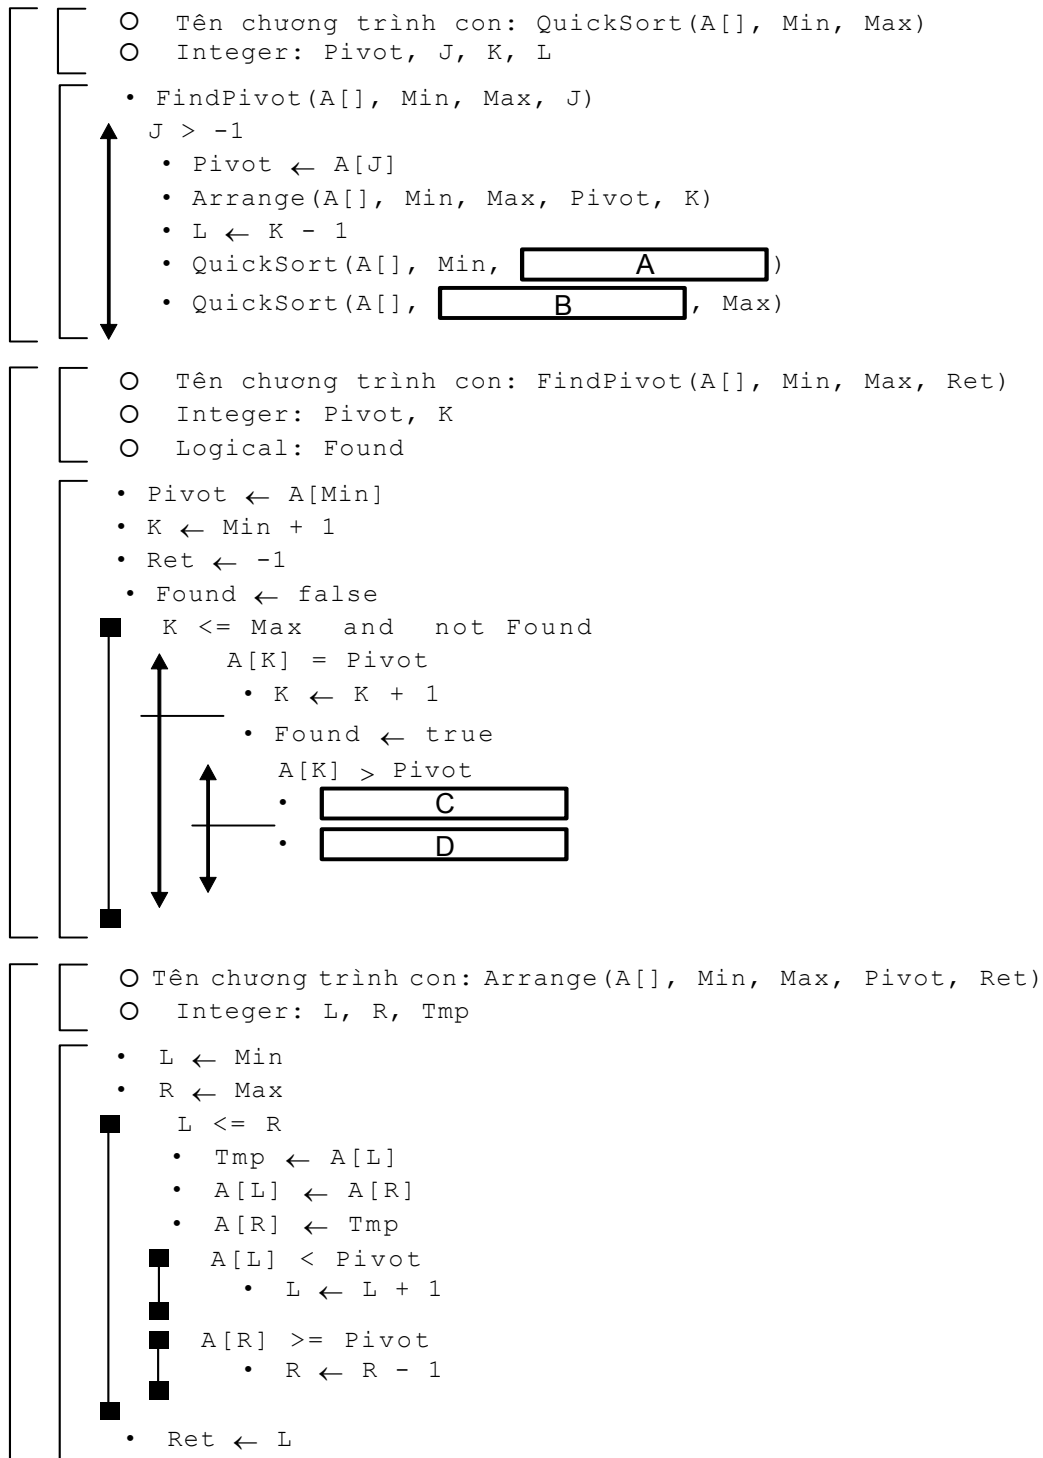 Tên chương trình con: QuickSort(A[], Min, Max)
Integer: Pivot, J, K, L
• FindPivot(A[], Min, Max, J)
J > -1
• Pivot ← A[J]
• Arrange(A[], Min, Max, Pivot, K)
• L ← K - 1
• QuickSort(A[], Min, A)
• QuickSort(A[], B, Max)
Tên chương trình con: FindPivot(A[], Min, Max, Ret)
Integer: Pivot, K
Logical: Found
• Pivot ← A[Min]
• K ← Min + 1
• Ret ← -1
• Found ← false
K <= Max and not Found
A[K] = Pivot
• K ← K + 1
• Found ← true
A[K] > Pivot
• C
• D
Tên chương trình con: Arrange(A[], Min, Max, Pivot, Ret)
Integer: L, R, Tmp
• L ← Min
• R ← Max
L <= R
• Tmp ← A[L]
• A[L] ← A[R]
• A[R] ← Tmp
A[L] < Pivot
• L ← L + 1
A[R] >= Pivot
• R ← R - 1
• Ret ← L